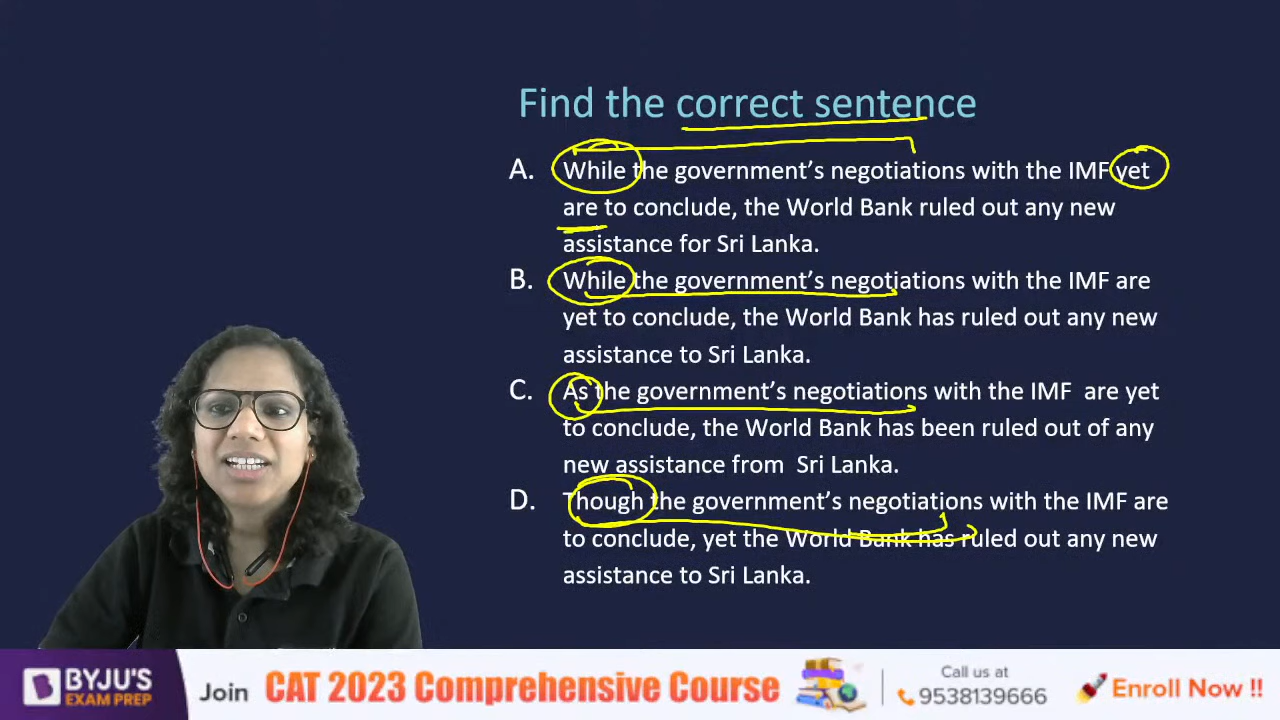 Find the correct sentence
A. While the government's negotiations with the IMF yet
are to conclude, the World Bank ruled out any new
assistance for Sri Lanka.
B. While the government's negotiations with the IMF are
yet to conclude, the World Bank has ruled out any new
assistance to Sri Lanka.
C. As the government's negotiations with the IMF are yet
to conclude, the World Bank has been ruled out of any
new assistance from Sri Lanka.
D. Though the government's negotiations with the IMF are
to conclude, yet the World Bank has ruled out any new
assistance to Sri Lanka.
BYJU'S
EXAM PREP
Join CAT 2023 Comprehensive Course
Call us at
9538139666
Enroll Now !!